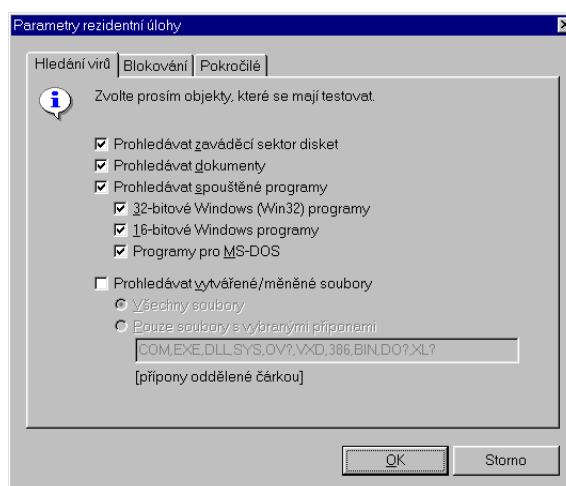 Parametry rezidentní úlohy
Hledání virů Blokování Pokročilé
Zvolte prosím objekty, které se mají testovat.
Prohledávat zaváděcí sektor disket
Prohledávat dokumenty
Prohledávat spouštěné programy
32-bitové Windows (Win32) programy
16-bitové Windows programy
Programy pro MS-DOS
Prohledávat vytvářené/měněné soubory
Všechny soubory
Pouze soubory s vybranými příponami
COM,EXE,DLL,SYS,OV?,VXD,386,BIN,DO?,XL?
[přípony oddělené čárkou]
OK Storno